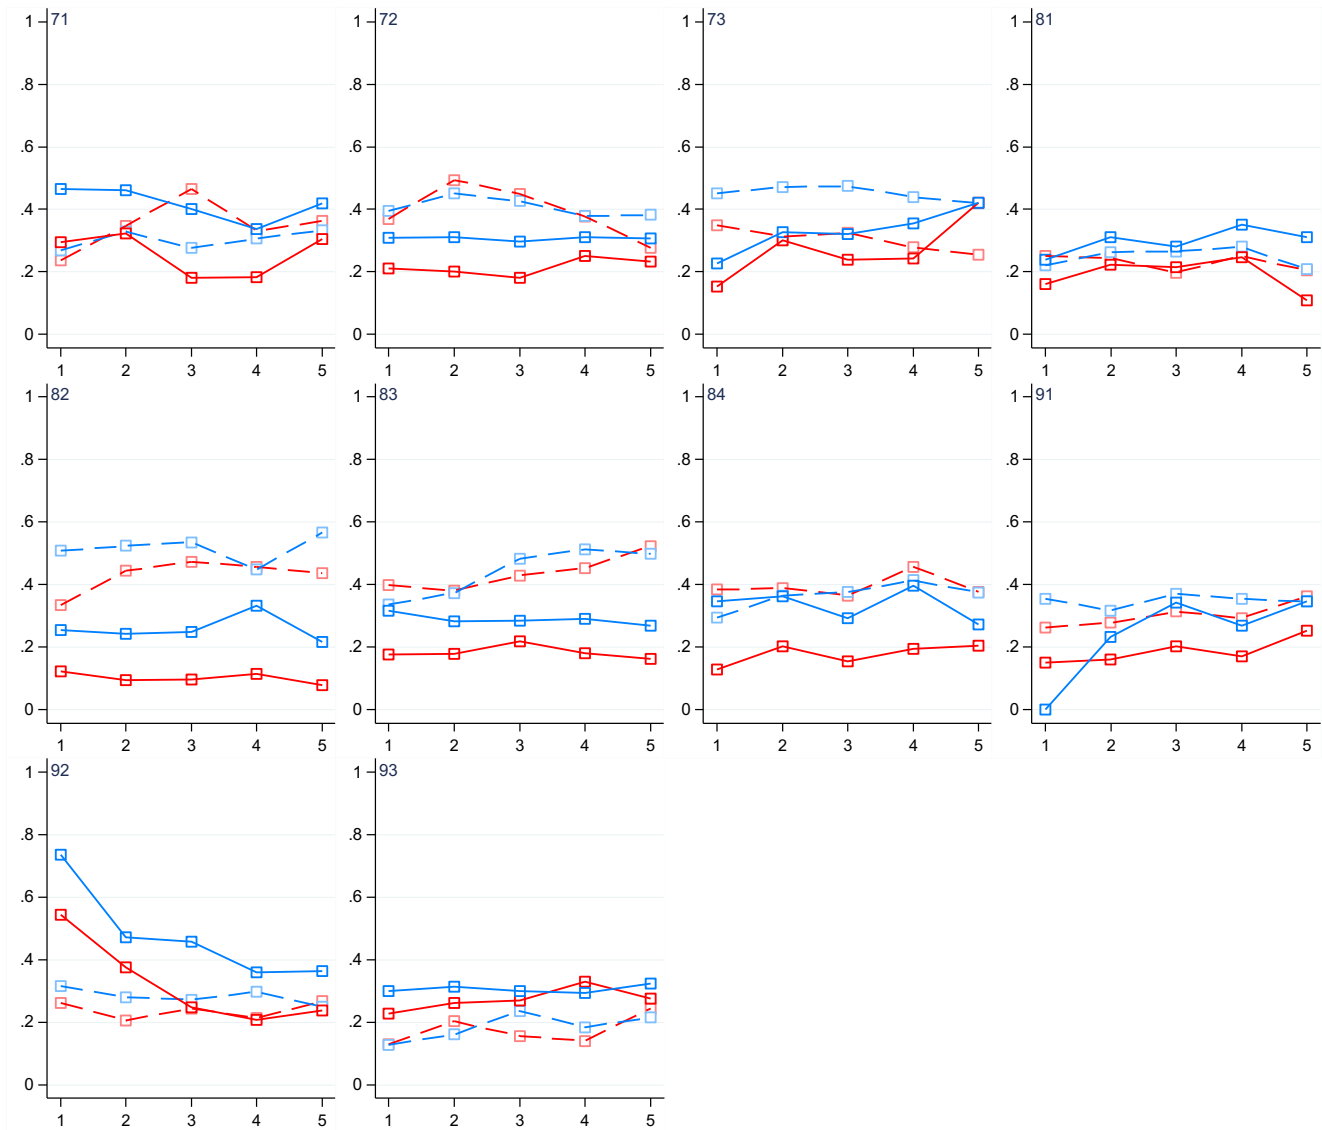 71 72 73 81
1 1 1 1
.8 .8 .8 .8
.6 .6 .6 .6
.4 .4 .4 .4
.2 .2 .2 .2
0 0 0 0
1 2 3 4 5 1 2 3 4 5 1 2 3 4 5 1 2 3 4 5
82 83 84 91
1 1 1 1
.8 .8 .8 .8
.6 .6 .6 .6
.4 .4 .4 .4
.2 .2 .2 .2
0 0 0 0
1 2 3 4 5 1 2 3 4 5 1 2 3 4 5 1 2 3 4 5
92 93
1 1
.8 .8
.6 .6
.4 .4
.2 .2
0 0
1 2 3 4 5 1 2 3 4 5